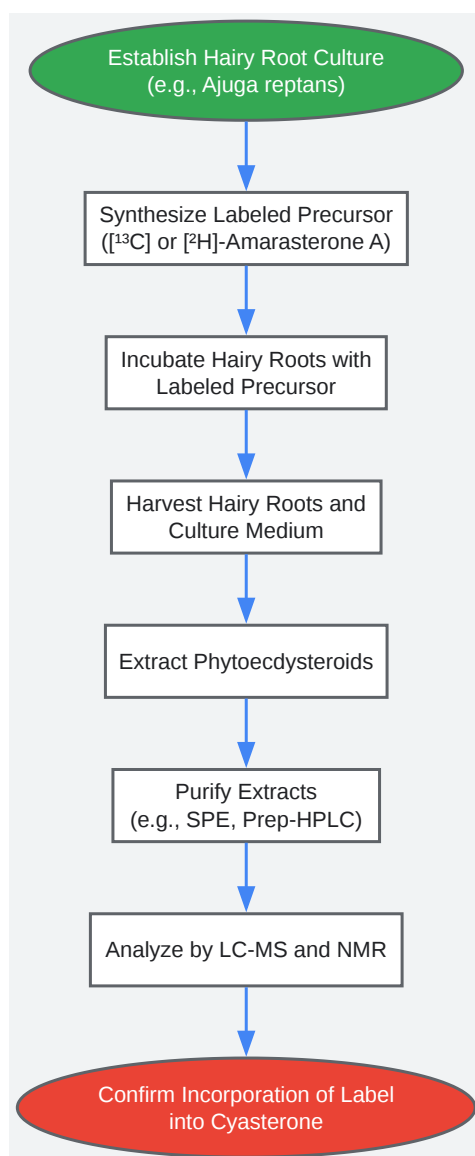 Establish Hairy Root Culture
(e.g., Ajuga reptans)
Synthesize Labeled Precursor
([¹³C] or [²H]-Amarasterone A)
Incubate Hairy Roots with
Labeled Precursor
Harvest Hairy Roots and
Culture Medium
Extract Phytoecdysteroids
Purify Extracts
(e.g., SPE, Prep-HPLC)
Analyze by LC-MS and NMR
Confirm Incorporation of Label
into Cyasterone